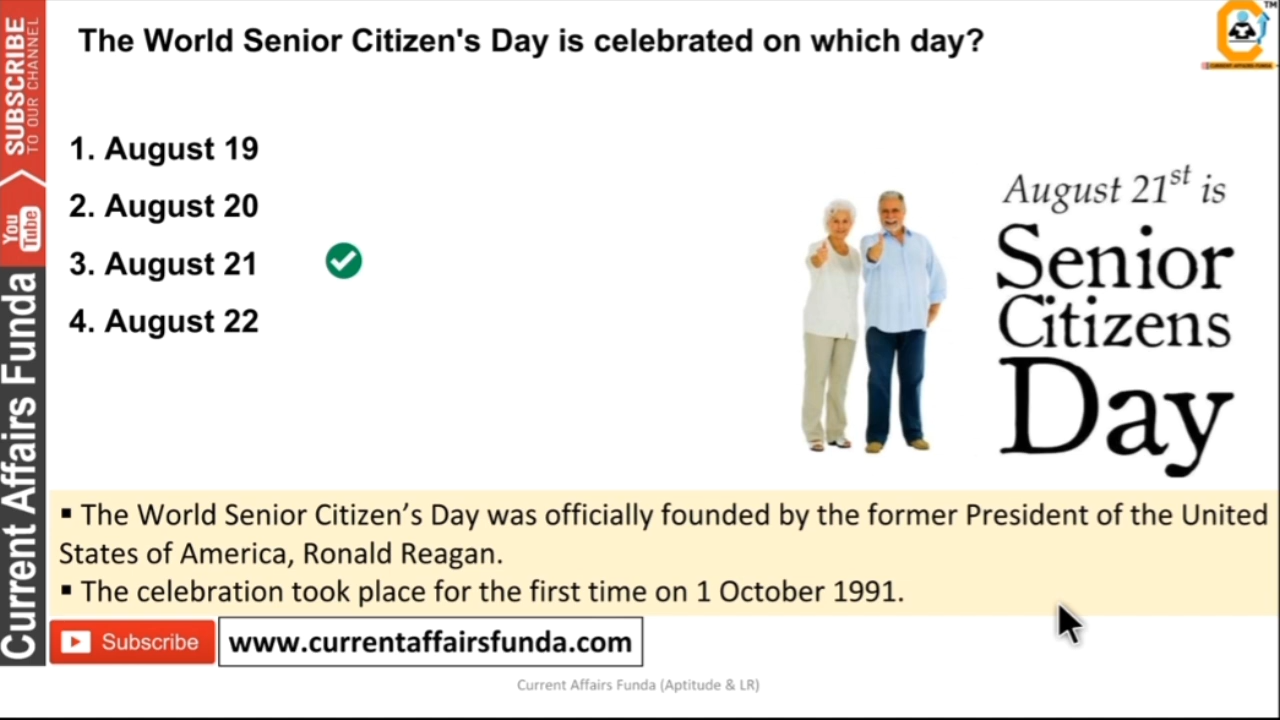 The World Senior Citizen's Day is celebrated on which day?
TM
CURRENT AFFAIRS FUNDA
SUBSCRIBE
TO OUR CHANNEL
You
Tube
Current Affairs Funda
1. August 19
2. August 20
3. August 21
4. August 22
August 21st is
Senior
Citizens
Day
▪ The World Senior Citizen’s Day was officially founded by the former President of the United
States of America, Ronald Reagan.
▪ The celebration took place for the first time on 1 October 1991.
Subscribe
www.currentaffairsfunda.com
Current Affairs Funda (Aptitude & LR)